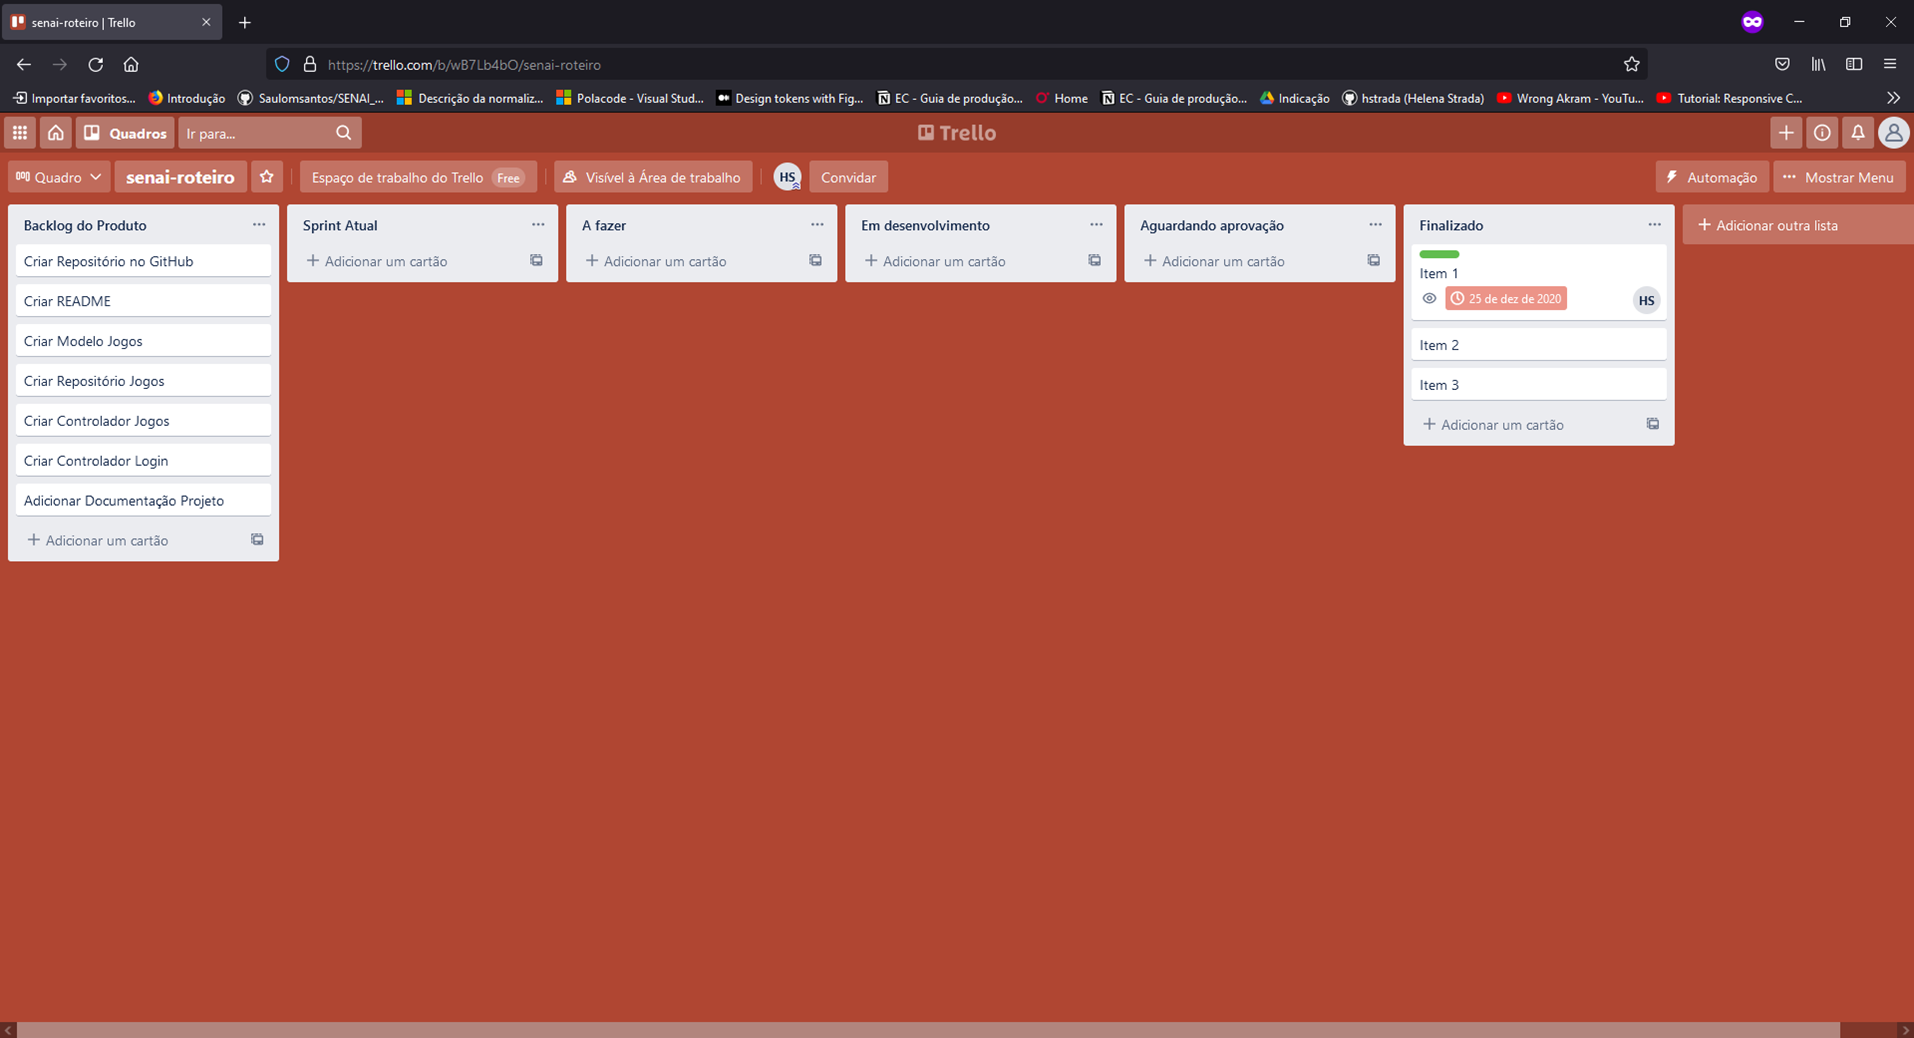 senai-roteiro | Trello
https://trello.com/b/wB7Lb4bO/senai-roteiro
Importar favoritos... Introdução Saulomsantos/SENAI_... Descrição da normaliz... Polacode - Visual Stud... Design tokens with Fig... EC - Guia de produção... Home EC - Guia de produção... Indicação hstrada (Helena Strada) Wrong Akram - YouTu... Tutorial: Responsive C...
Quadros Ir para... Trello
Quadro senai-roteiro Espaço de trabalho do Trello Free Visível à Área de trabalho HS Convidar Automação Mostrar Menu
Backlog do Produto
Criar Repositório no GitHub
Criar README
Criar Modelo Jogos
Criar Repositório Jogos
Criar Controlador Jogos
Criar Controlador Login
Adicionar Documentação Projeto
+ Adicionar um cartão
Sprint Atual
+ Adicionar um cartão
A fazer
+ Adicionar um cartão
Em desenvolvimento
+ Adicionar um cartão
Aguardando aprovação
+ Adicionar um cartão
Finalizado
Item 1
25 de dez de 2020 HS
Item 2
Item 3
+ Adicionar um cartão
+ Adicionar outra lista